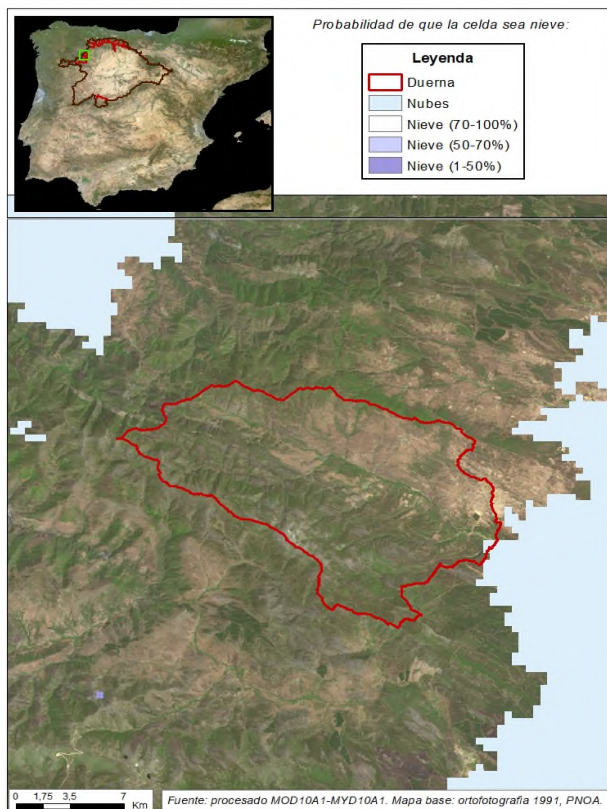 Probabilidad de que la celda sea nieve:
Leyenda
Duerna
Nubes
Nieve (70-100%)
Nieve (50-70%)
Nieve (1-50%)
0 1,75 3,5 7
Km
Fuente: procesado MOD10A1-MYD10A1. Mapa base: ortofotografia 1991, PNOA